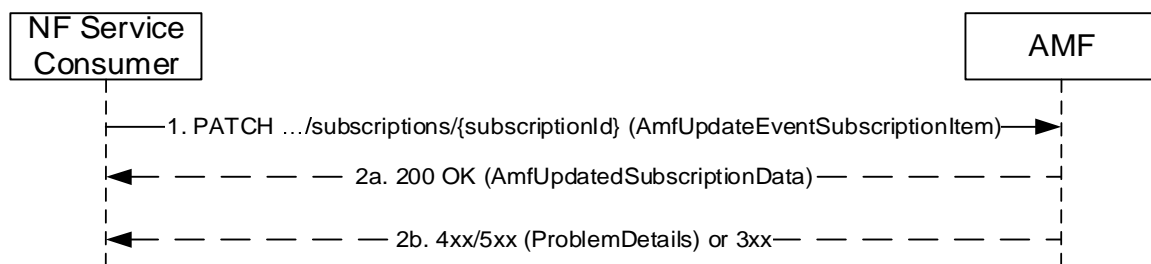 NF Service
Consumer
AMF
1. PATCH …/subscriptions/{subscriptionId} (AmfUpdateEventSubscriptionItem)
2a. 200 OK (AmfUpdatedSubscriptionData)
2b. 4xx/5xx (ProblemDetails) or 3xx